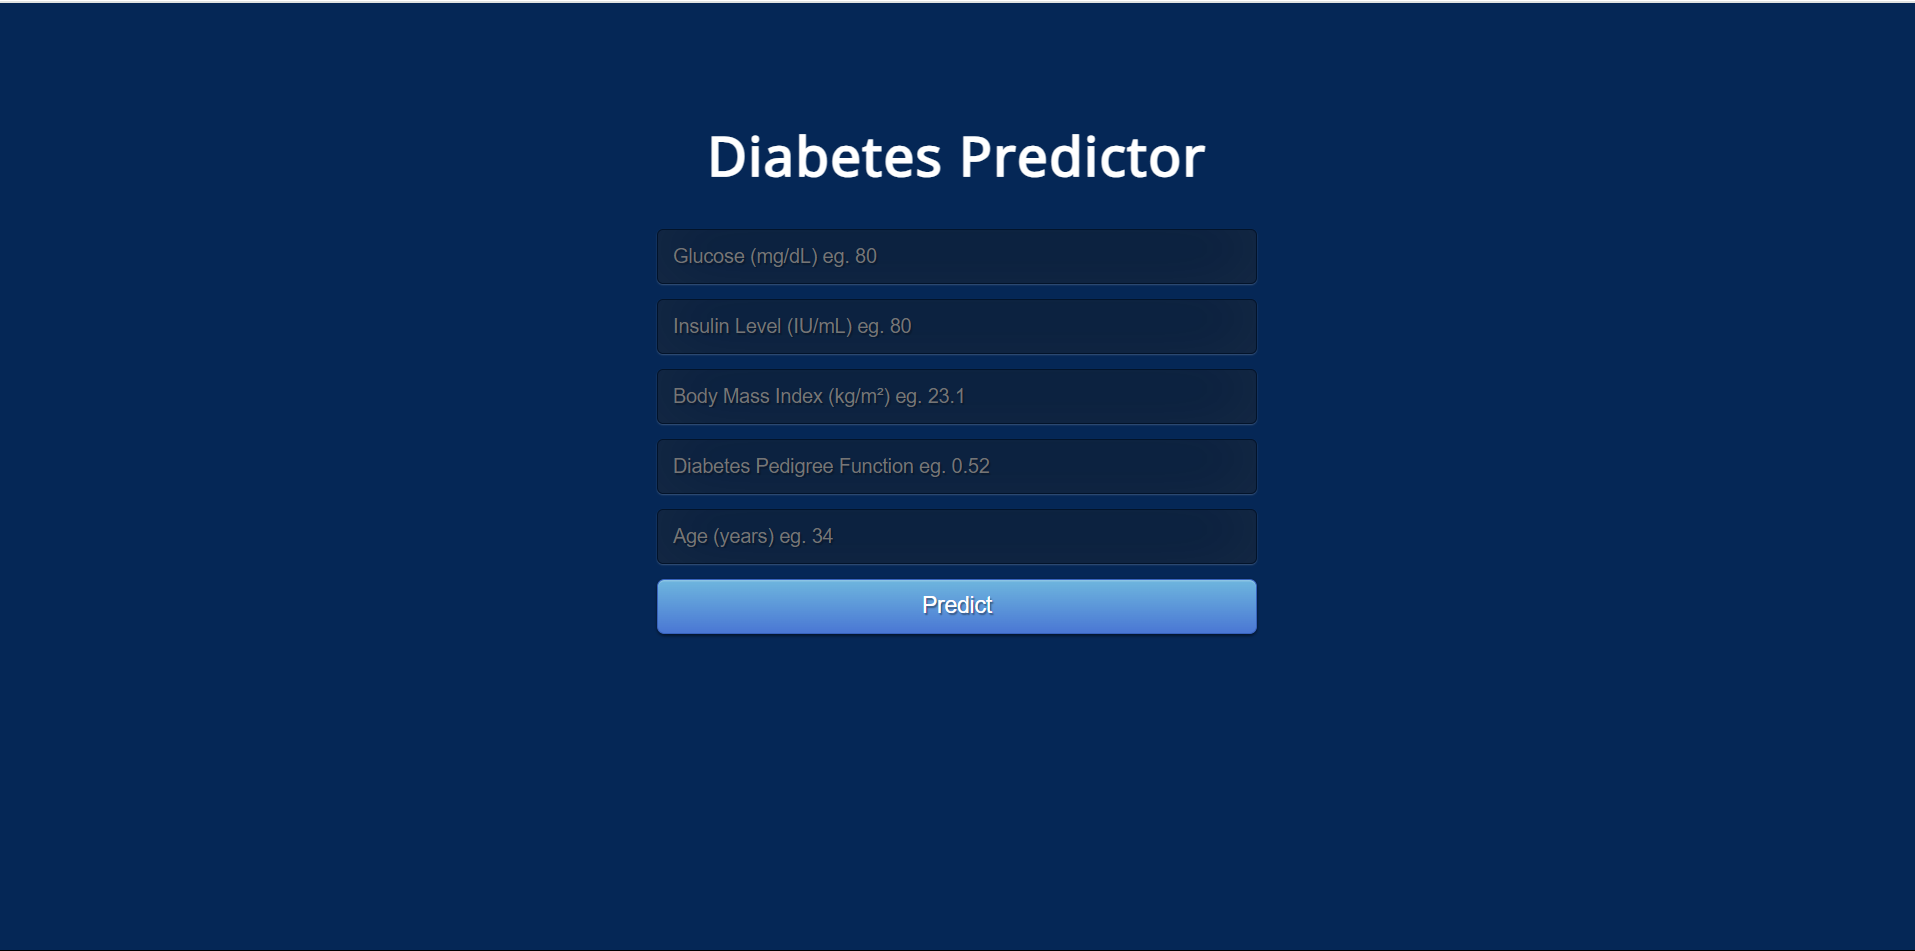 Diabetes Predictor
Glucose (mg/dL) eg. 80
Insulin Level (IU/mL) eg. 80
Body Mass Index (kg/m²) eg. 23.1
Diabetes Pedigree Function eg. 0.52
Age (years) eg. 34
Predict